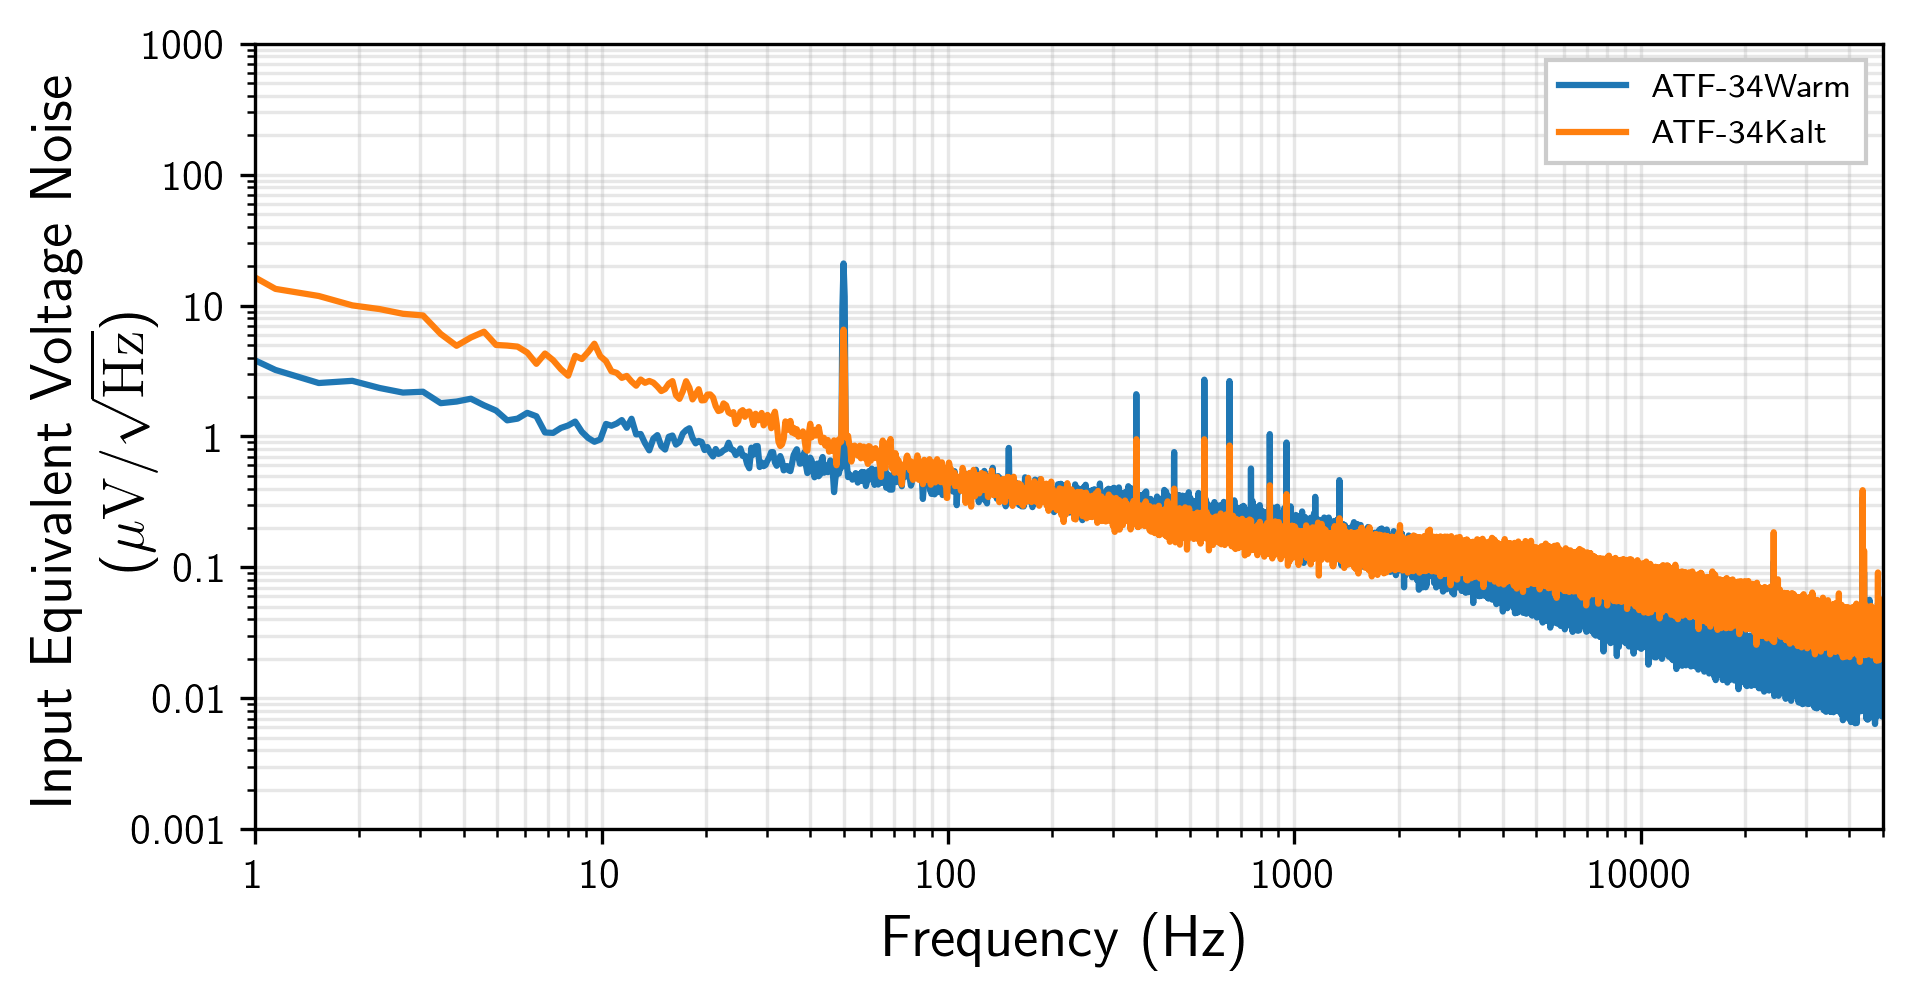 Input Equivalent Voltage Noise
(μV/√Hz)
1000
100
10
1
0.1
0.01
0.001
ATF-34Warm
ATF-34Kalt
1 10 100 1000 10000
Frequency (Hz)